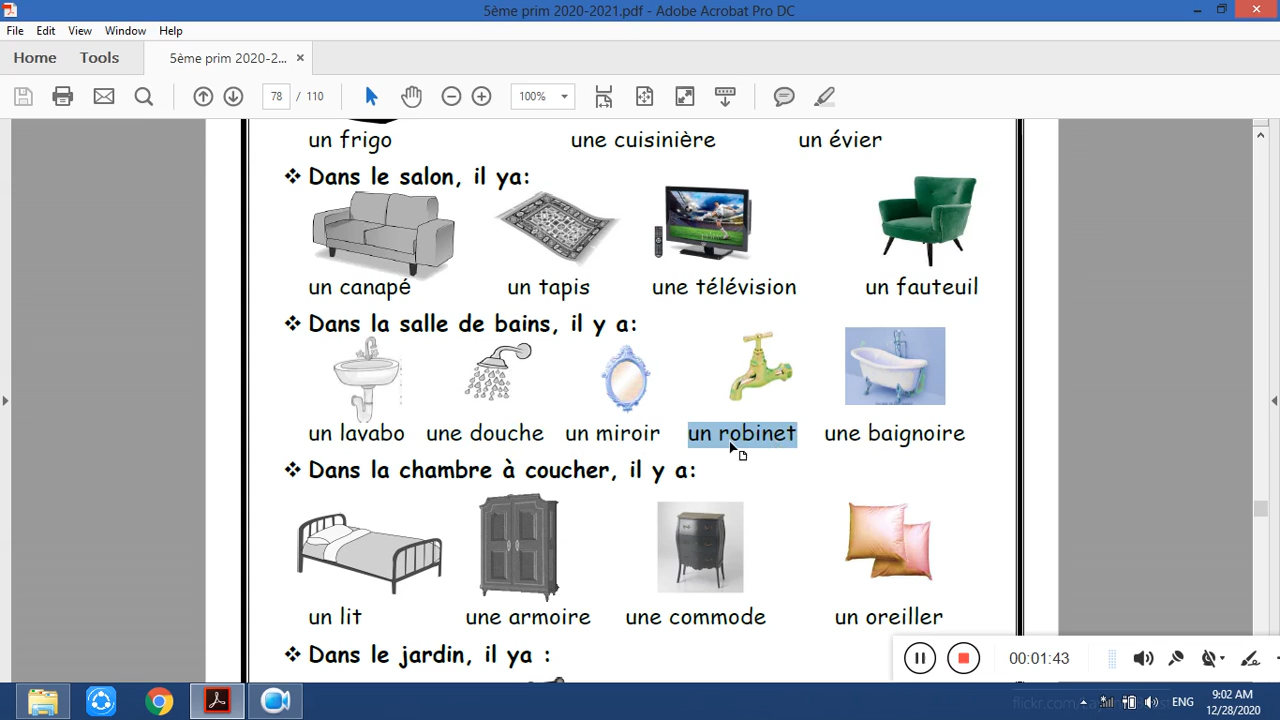 5ème prim 2020-2021.pdf - Adobe Acrobat Pro DC
File Edit View Window Help
Home Tools 5ème prim 2020-2... ×
78 / 110 100%
un frigo une cuisinière un évier
❖ Dans le salon, il ya:
un canapé un tapis une télévision un fauteuil
❖ Dans la salle de bains, il y a:
un lavabo une douche un miroir un robinet une baignoire
❖ Dans la chambre à coucher, il y a:
un lit une armoire une commode un oreiller
❖ Dans le jardin, il ya :
00:01:43
ENG
9:02 AM
12/28/2020